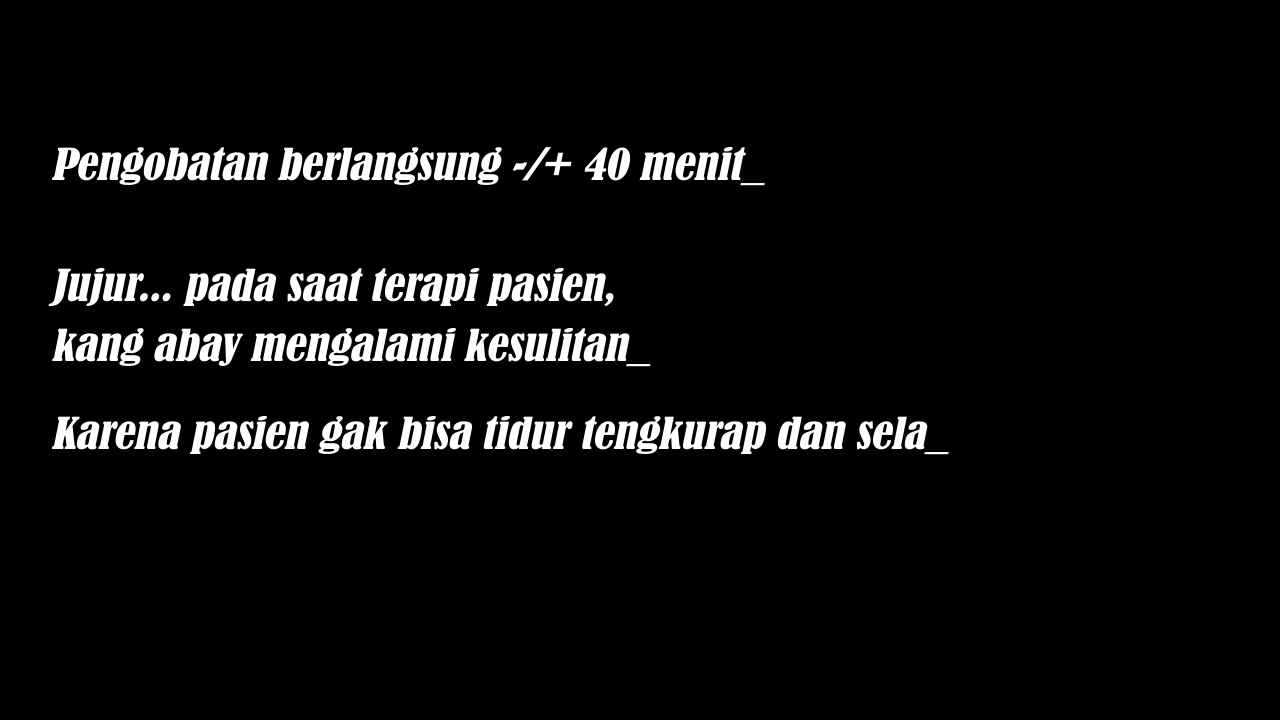 Pengobatan berlangsung -/+ 40 menit_
Jujur... pada saat terapi pasien,
kang abay mengalami kesulitan_
Karena pasien gak bisa tidur tengkurap dan sela_